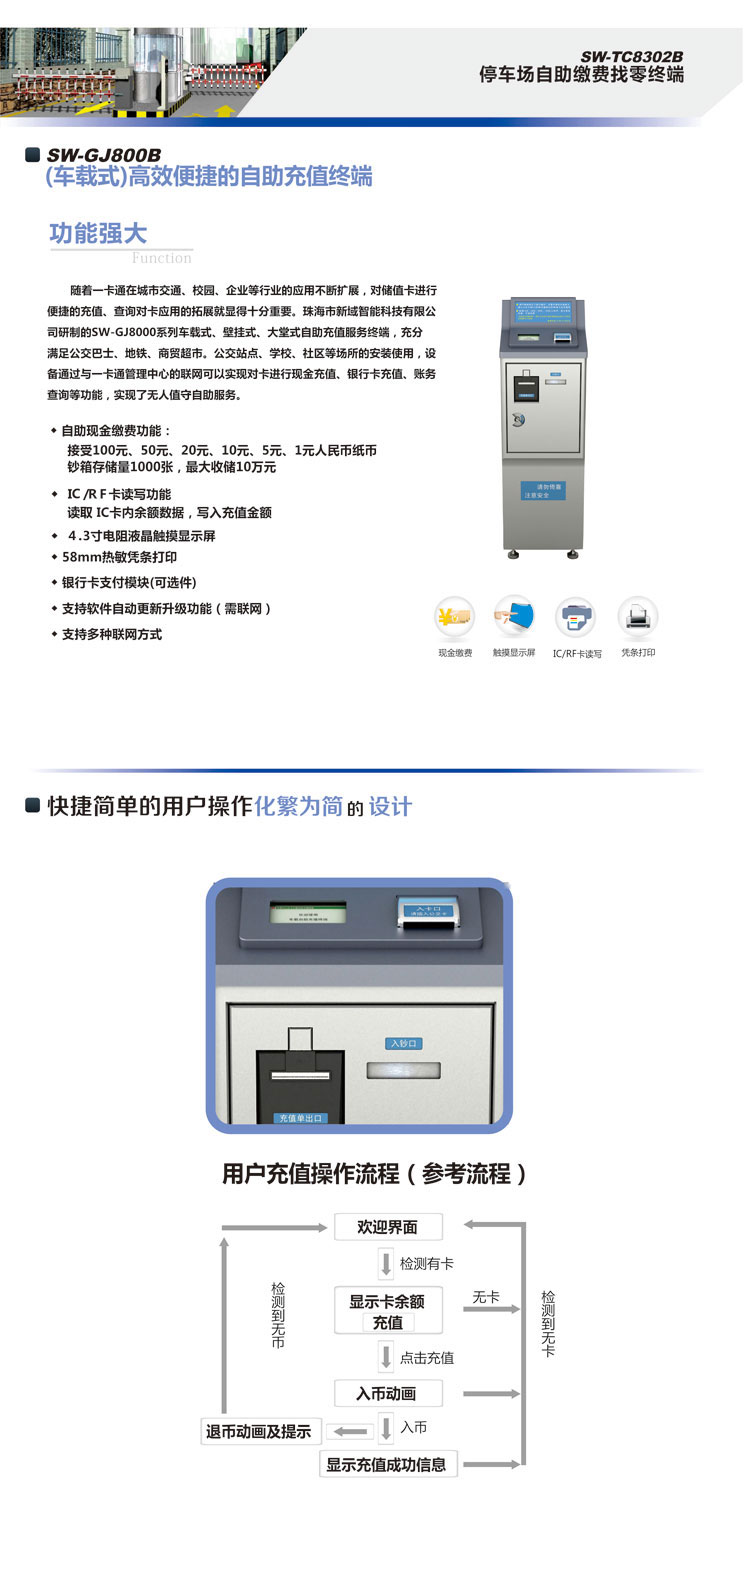 SW-TC8302B
停车场自助缴费找零终端
SW-GJ800B
(车载式)高效便捷的自助充值终端
功能强大
Function
随着一卡通在城市交通、校园、企业等行业的应用不断扩展，对储值卡进行
便捷的充值、查询对卡应用的拓展就显得十分重要。珠海市新域智能科技有限公
司研制的SW-GJ8000系列车载式、壁挂式、大堂式自助充值服务终端，充分
满足公交巴士、地铁、商贸超市。公交站点、学校、社区等场所的安装使用，设
备通过与一卡通管理中心的联网可以实现对卡进行现金充值、银行卡充值、账务
查询等功能，实现了无人值守自助服务。
自助现金缴费功能：
接受100元、50元、20元、10元、5元、1元人民币纸币
钞箱存储量1000张，最大收储10万元
IC /R F 卡读写功能
读取 IC卡内余额数据，写入充值金额
4.3寸电阻液晶触摸显示屏
58mm热敏凭条打印
银行卡支付模块(可选件)
支持软件自动更新升级功能（需联网）
支持多种联网方式
请勿倚靠
注意安全
现金缴费
触摸显示屏
IC/RF卡读写
凭条打印
快捷简单的用户操作化繁为简的设计
入卡口
入钞口
充值单出口
用户充值操作流程（参考流程）
欢迎界面
检测有卡
显示卡余额
充值
无卡
点击充值
入币动画
入币
退币动画及提示
显示充值成功信息
检测到无币
检测到无卡